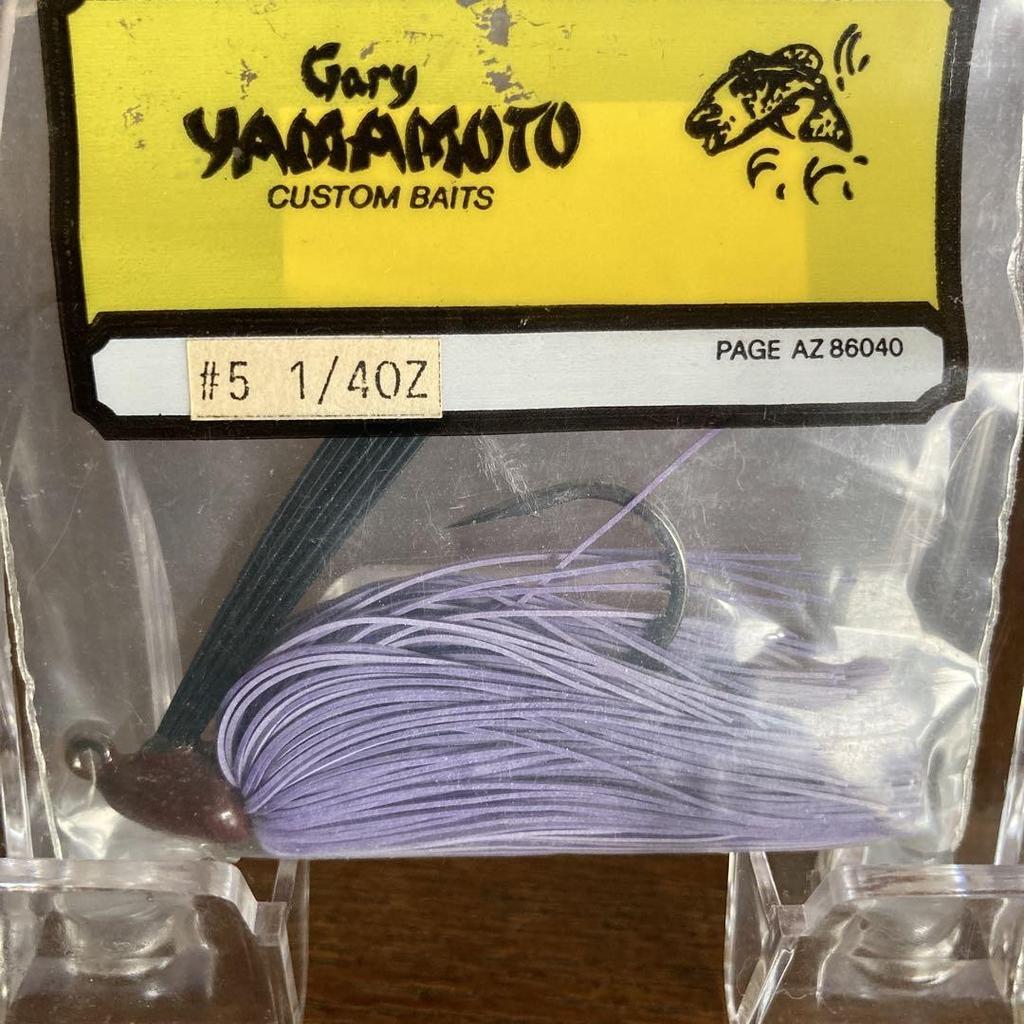 Gary
YAMAMOTO
CUSTOM BAITS
PAGE AZ 86040
#5 1/4OZ